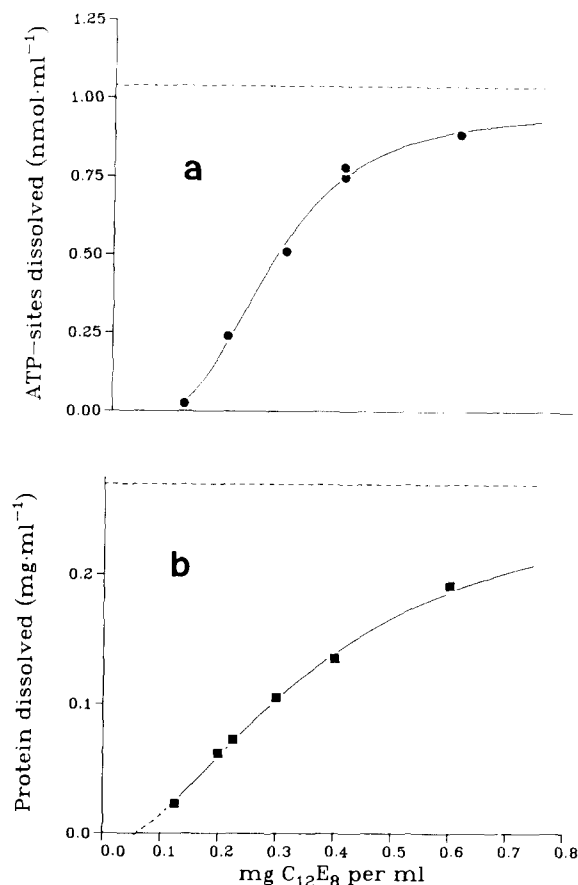 1.25
1.00
0.75
0.50
0.25
0.00
ATP-sites dissolved (nmol·ml⁻¹)
a
0.2
0.1
0.0
Protein dissolved (mg·ml⁻¹)
b
0.0 0.1 0.2 0.3 0.4 0.5 0.6 0.7 0.8
mg C₁₂E₈ per ml